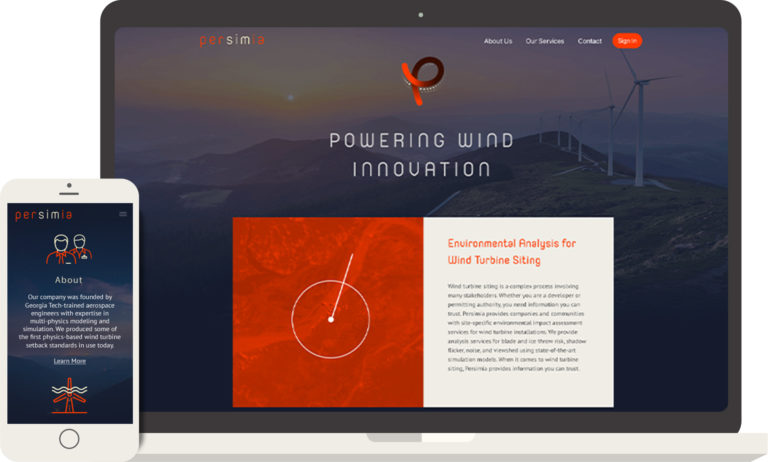 persimia
About Us
Our Services
Contact
Sign In
POWERING WIND
INNOVATION
Environmental Analysis for
Wind Turbine Siting
Wind turbine siting is a complex process involving
many stakeholders. Whether you are a developer or
permitting authority, you need information you can
trust. Persimia provides companies and communities
with site-specific environmental impact assessment
services for wind turbine installations. We provide
analysis services for blade and ice throw risk, shadow
flicker, noise, and viewshed using state-of-the-art
simulation models. When it comes to wind turbine
siting, Persimia provides information you can trust.
persimia
About
Our company was founded by
Georgia Tech-trained aerospace
engineers with expertise in
multi-physics modeling and
simulation. We produced some of
the first physics-based wind turbine
setback standards in use today.
Learn More